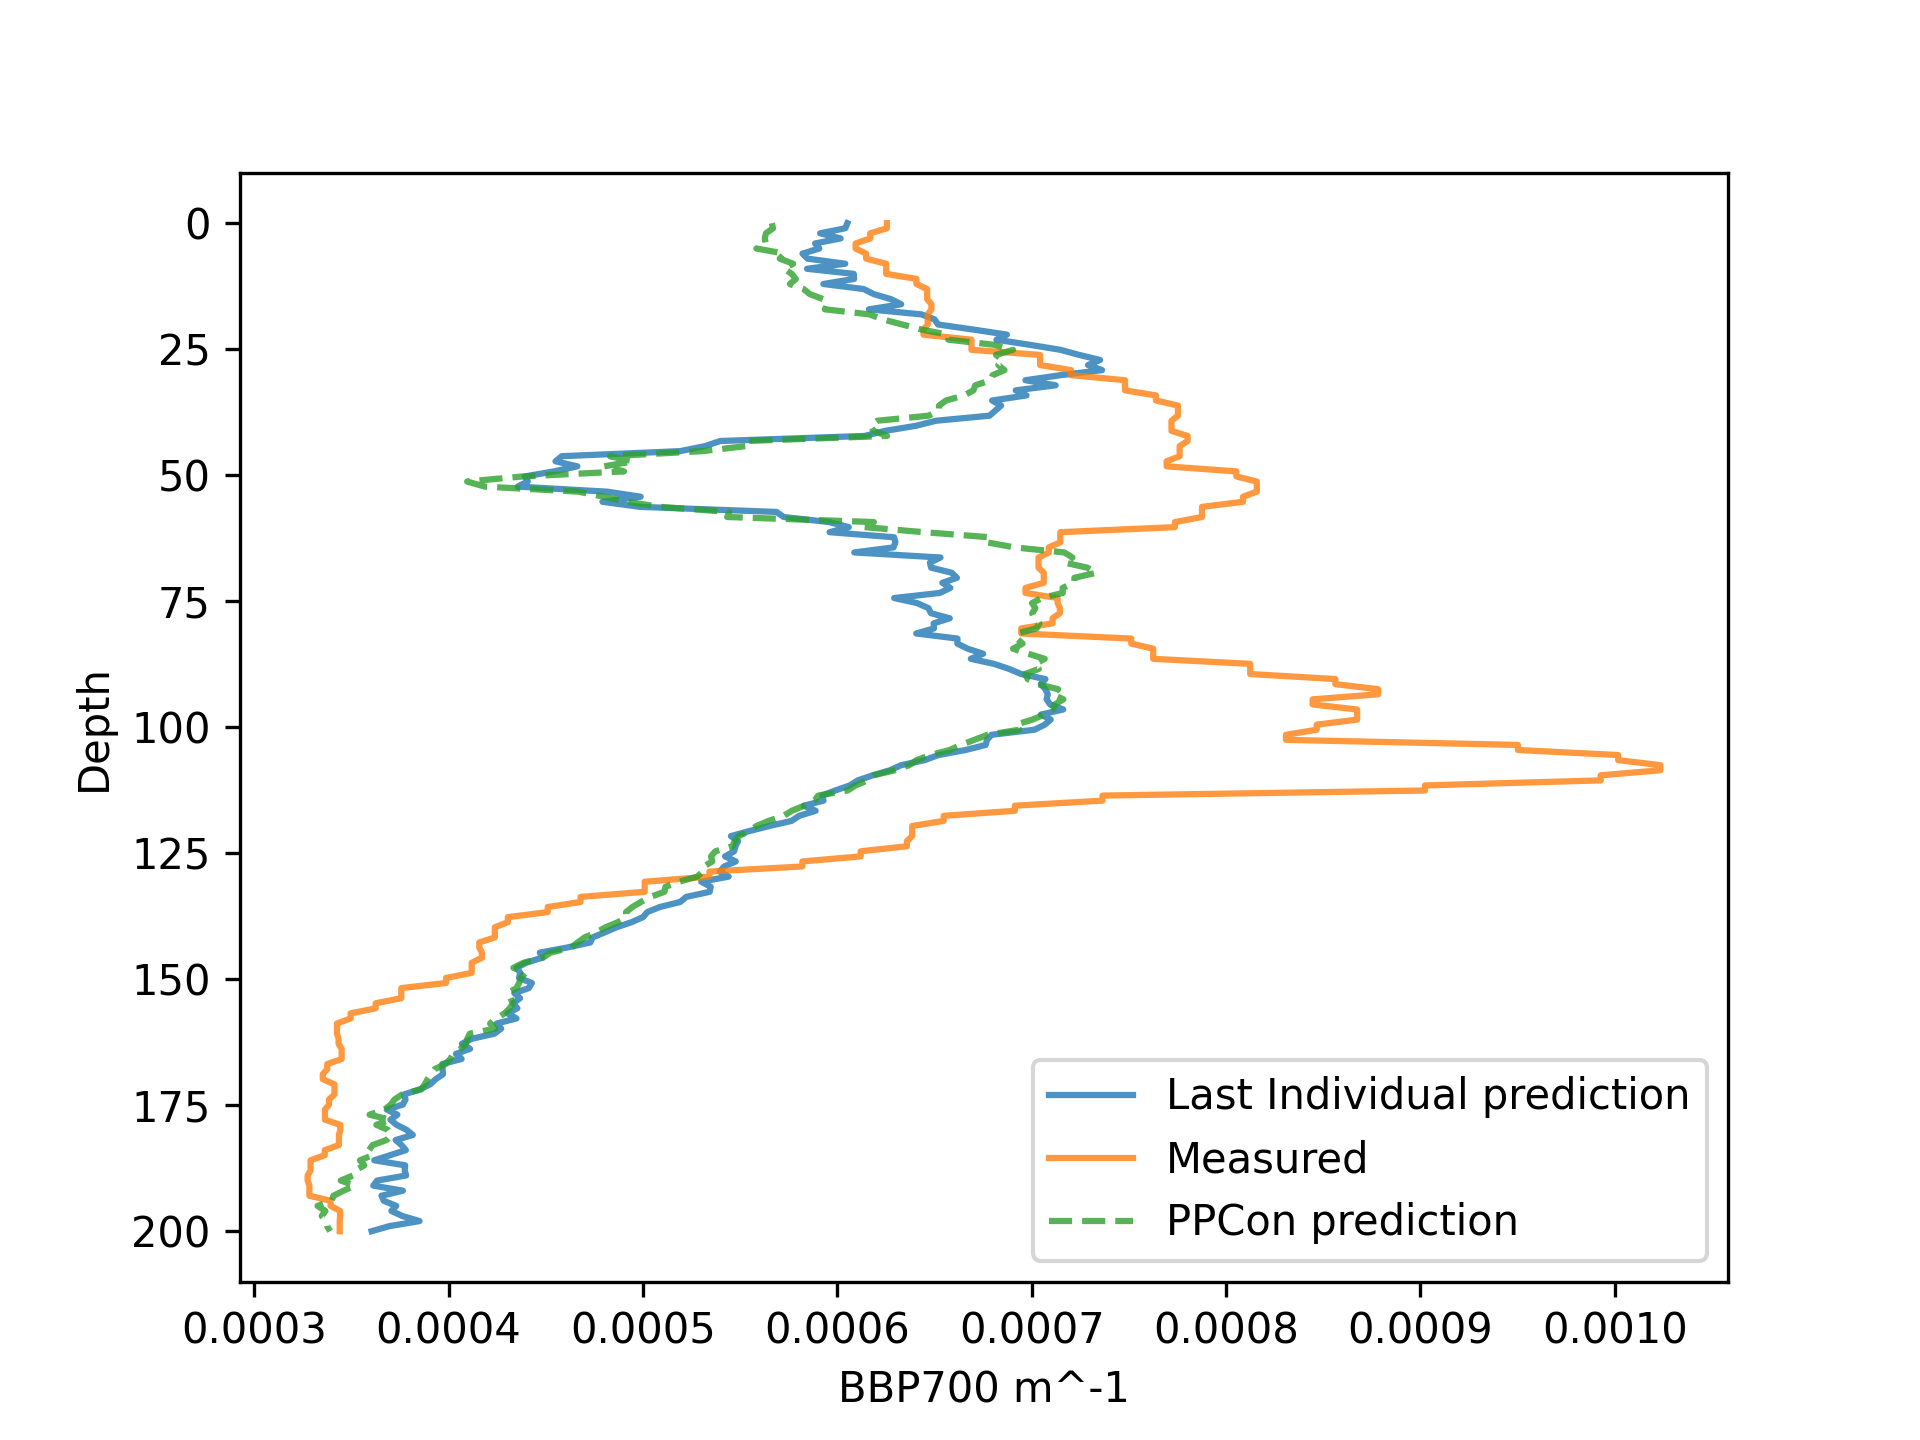 0
25
50
75
100
125
150
175
200
Depth
0.0003 0.0004 0.0005 0.0006 0.0007 0.0008 0.0009 0.0010
BBP700 m^-1
Last Individual prediction
Measured
PPCon prediction